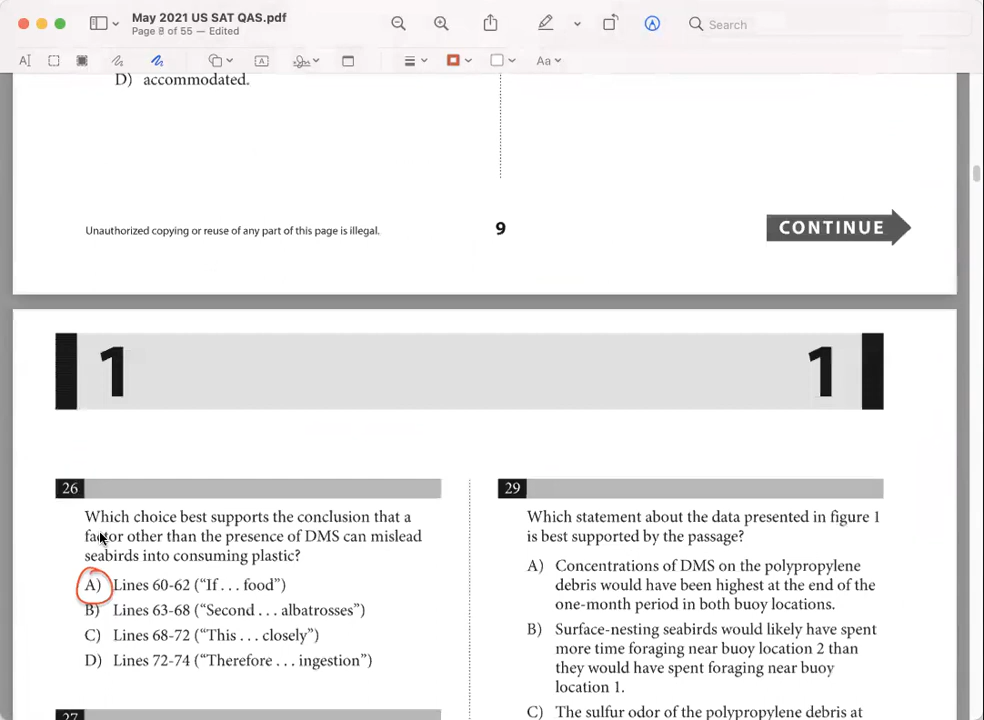 May 2021 US SAT QAS.pdf
Page 8 of 55 — Edited
Search
Aa
D) accommodated.
Unauthorized copying or reuse of any part of this page is illegal.
9
CONTINUE
1
1
26
Which choice best supports the conclusion that a
factor other than the presence of DMS can mislead
seabirds into consuming plastic?
A) Lines 60-62 (“If . . . food”)
B) Lines 63-68 (“Second . . . albatrosses”)
C) Lines 68-72 (“This . . . closely”)
D) Lines 72-74 (“Therefore . . . ingestion”)
27
29
Which statement about the data presented in figure 1
is best supported by the passage?
A) Concentrations of DMS on the polypropylene
debris would have been highest at the end of the
one-month period in both buoy locations.
B) Surface-nesting seabirds would likely have spent
more time foraging near buoy location 2 than
they would have spent foraging near buoy
location 1.
C) The sulfur odor of the polypropylene debris at